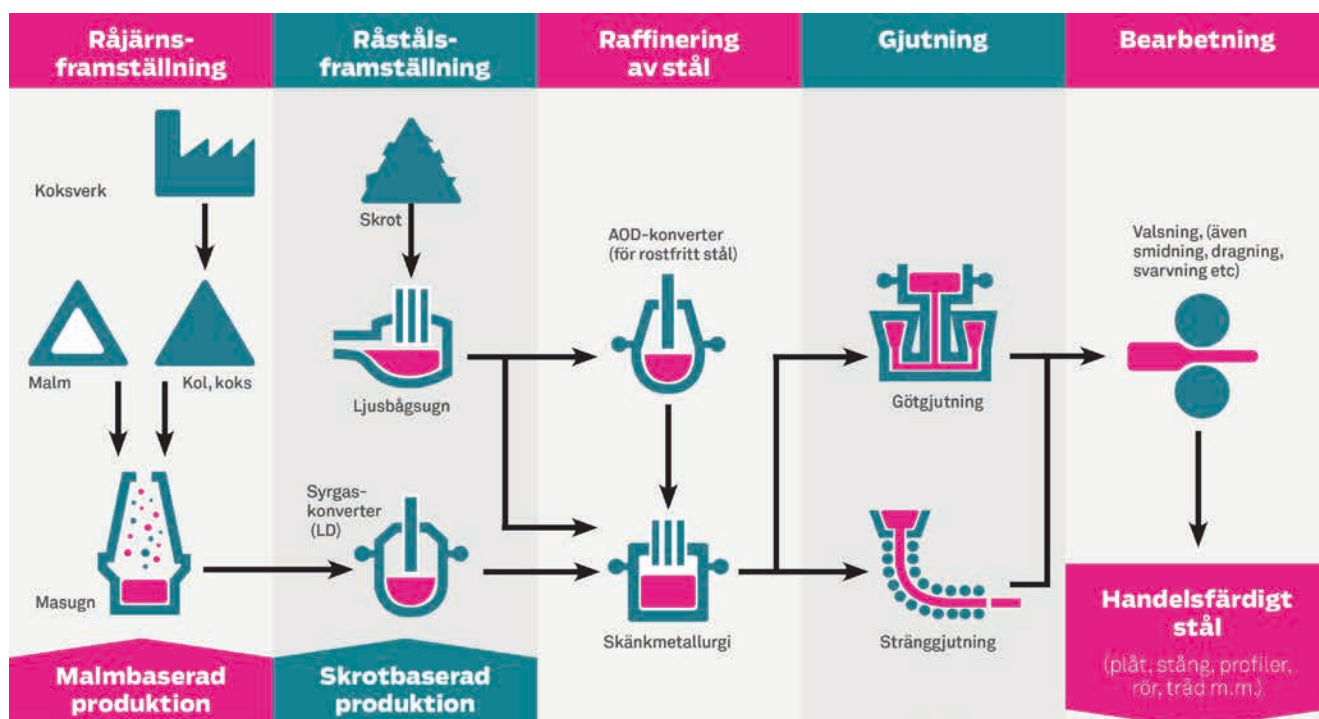 Råjärns-
framställning
Råståls-
framställning
Raffinering
av stål
Gjutning
Bearbetning
Koksverk
Malm
Kol, koks
Masugn
Malmbaserad
produktion
Skrot
Ljusbågsugn
Syrgas-
konverter
(LD)
Skrotbaserad
produktion
AOD-konverter
(för rostfritt stål)
Skänkmetallurgi
Götgjutning
Stränggjutning
Valsning, (även
smidning, dragning,
svarvning etc)
Handelsfärdigt
stål
(plåt, stång, profiler,
rör, tråd m.m.)